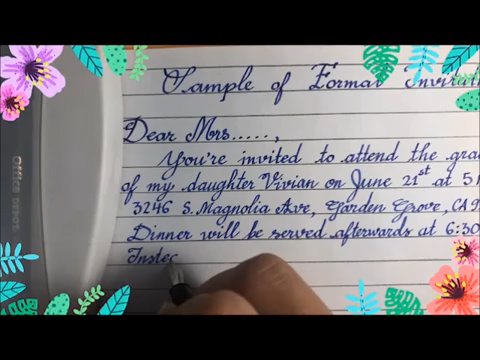 Sample of Formal Invitati
Dear Mrs.....,
You're invited to attend the gra
of my daughter Vivian on June 21st at 5
3246 S. Magnolia Ave, Garden Grove, CA 9
Dinner will be served afterwards at 6:30
Instec
Office DEPOT